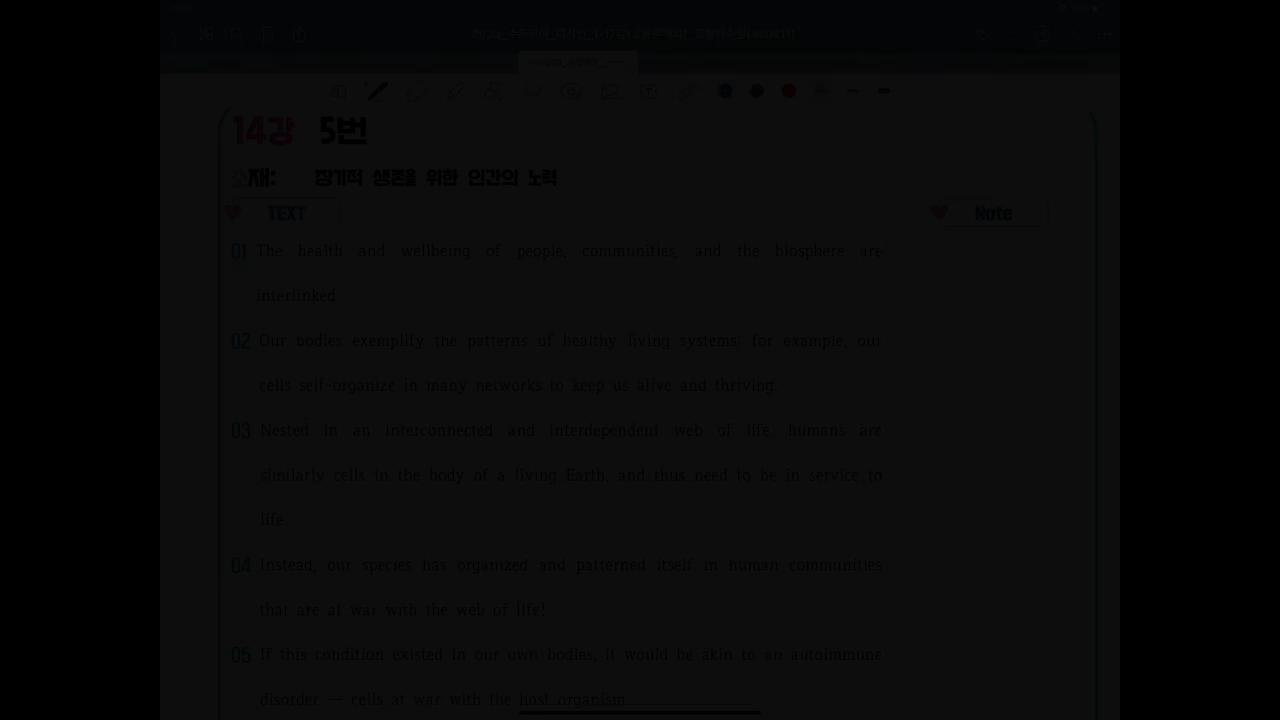 14강 5번
소재: 장기적 생존을 위한 인간의 노력
TEXT
Note
01 The health and wellbeing of people, communities, and the biosphere are
interlinked.
02 Our bodies exemplify the patterns of healthy living systems: for example, our
cells self-organize in many networks to keep us alive and thriving.
03 Nested in an interconnected and interdependent web of life, humans are
similarly cells in the body of a living Earth, and thus need to be in service to
life.
04 Instead, our species has organized and patterned itself in human communities
that are at war with the web of life!
05 If this condition existed in our own bodies, it would be akin to an autoimmune
disorder — cells at war with the host organism.